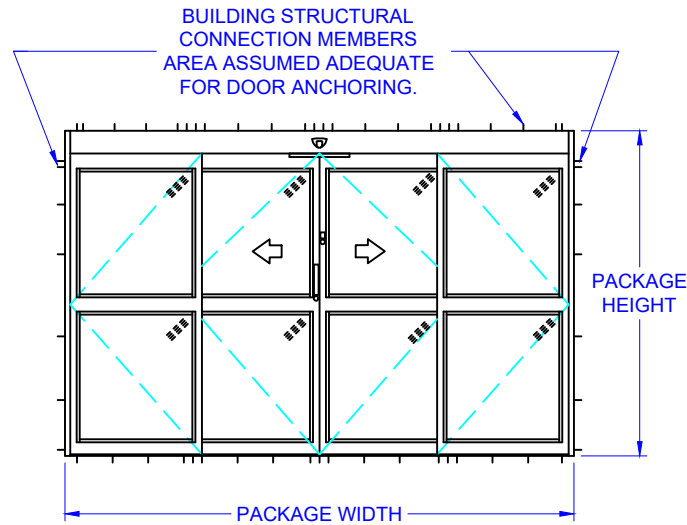 BUILDING STRUCTURAL
CONNECTION MEMBERS
AREA ASSUMED ADEQUATE
FOR DOOR ANCHORING.
PACKAGE
HEIGHT
PACKAGE WIDTH